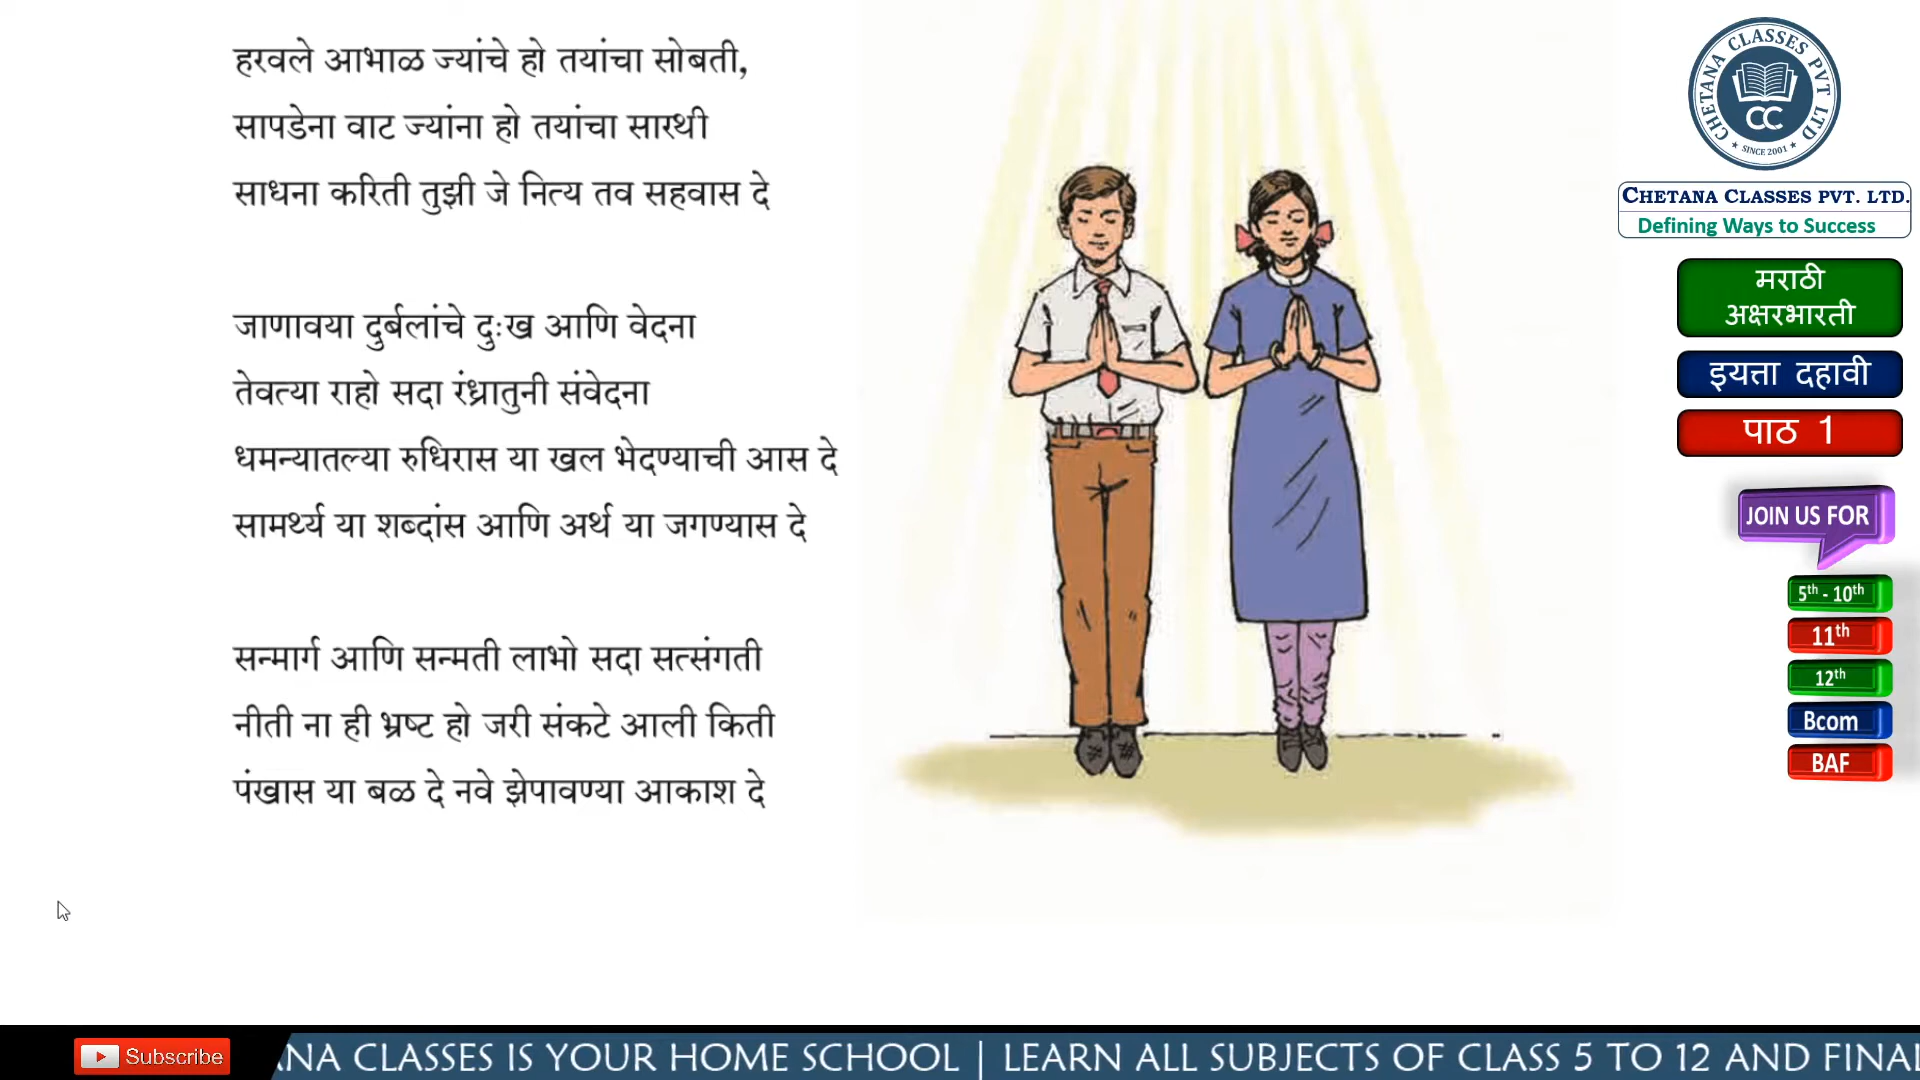 हरवले आभाळ ज्यांचे हो तयांचा सोबती,
सापडेना वाट ज्यांना हो तयांचा सारथी
साधना करिती तुझी जे नित्य तव सहवास दे
जाणावया दुर्बलांचे दुःख आणि वेदना
तेवत्या राहो सदा रंध्रातुनी संवेदना
धमन्यातल्या रुधिरास या खल भेदण्याची आस दे
सामर्थ्य या शब्दांस आणि अर्थ या जगण्यास दे
सन्मार्ग आणि सन्मती लाभो सदा सत्संगती
नीती ना ही भ्रष्ट हो जरी संकटे आली किती
पंखास या बळ दे नवे झेपावण्या आकाश दे
CHETANA CLASSES PVT LTD
CC
SINCE 2001
CHETANA CLASSES PVT. LTD.
Defining Ways to Success
मराठी
अक्षरभारती
इयत्ता दहावी
पाठ 1
JOIN US FOR
5th - 10th
11th
12th
Bcom
BAF
Subscribe
NA CLASSES IS YOUR HOME SCHOOL | LEARN ALL SUBJECTS OF CLASS 5 TO 12 AND FINAL